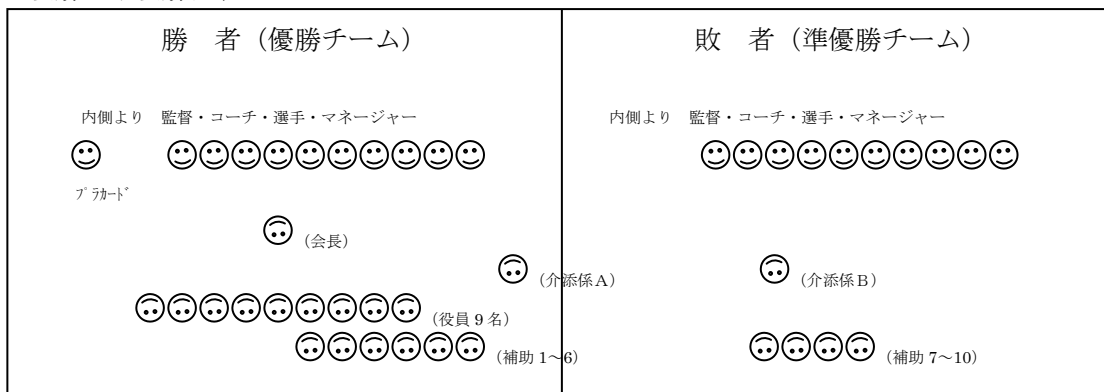 勝　者（優勝チーム）
敗　者（準優勝チーム）
内側より　監督・コーチ・選手・マネージャー
内側より　監督・コーチ・選手・マネージャー
ﾌﾟﾗｶｰﾄﾞ
（会長）
（介添係A）
（介添係B）
（役員9名）
（補助1～6）
（補助7～10）